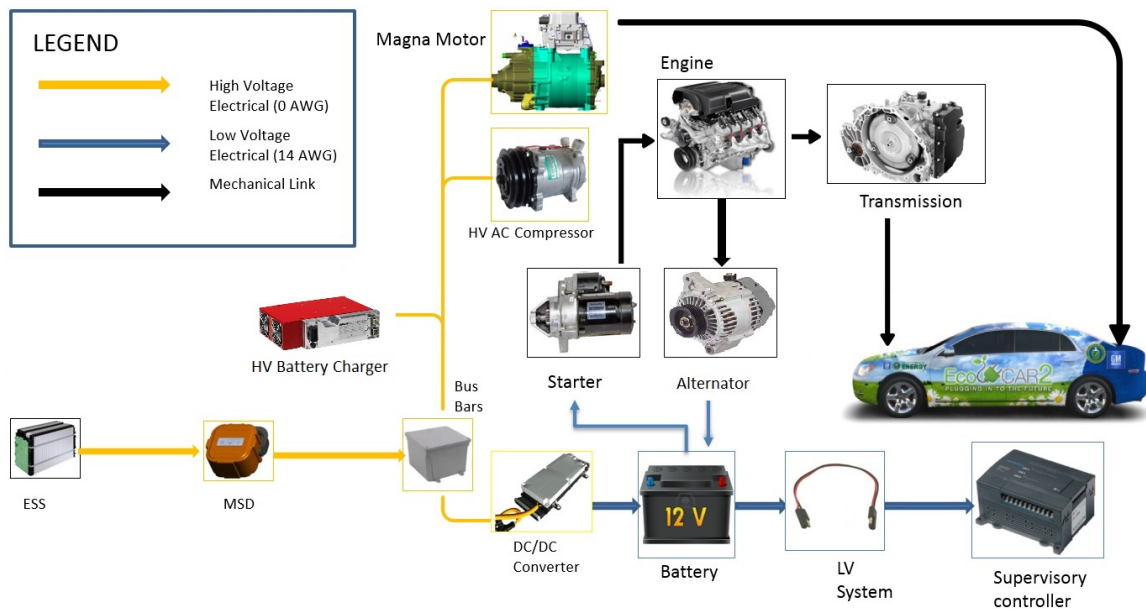 LEGEND
High Voltage
Electrical (0 AWG)
Low Voltage
Electrical (14 AWG)
Mechanical Link
Magna Motor
Engine
Transmission
HV AC Compressor
HV Battery Charger
Starter
Alternator
Bus
Bars
ENERGY
EcoCAR2
PLUGGING IN TO THE FUTURE
GM
ESS
MSD
DC/DC
Converter
12 V
Battery
LV
System
Supervisory
controller